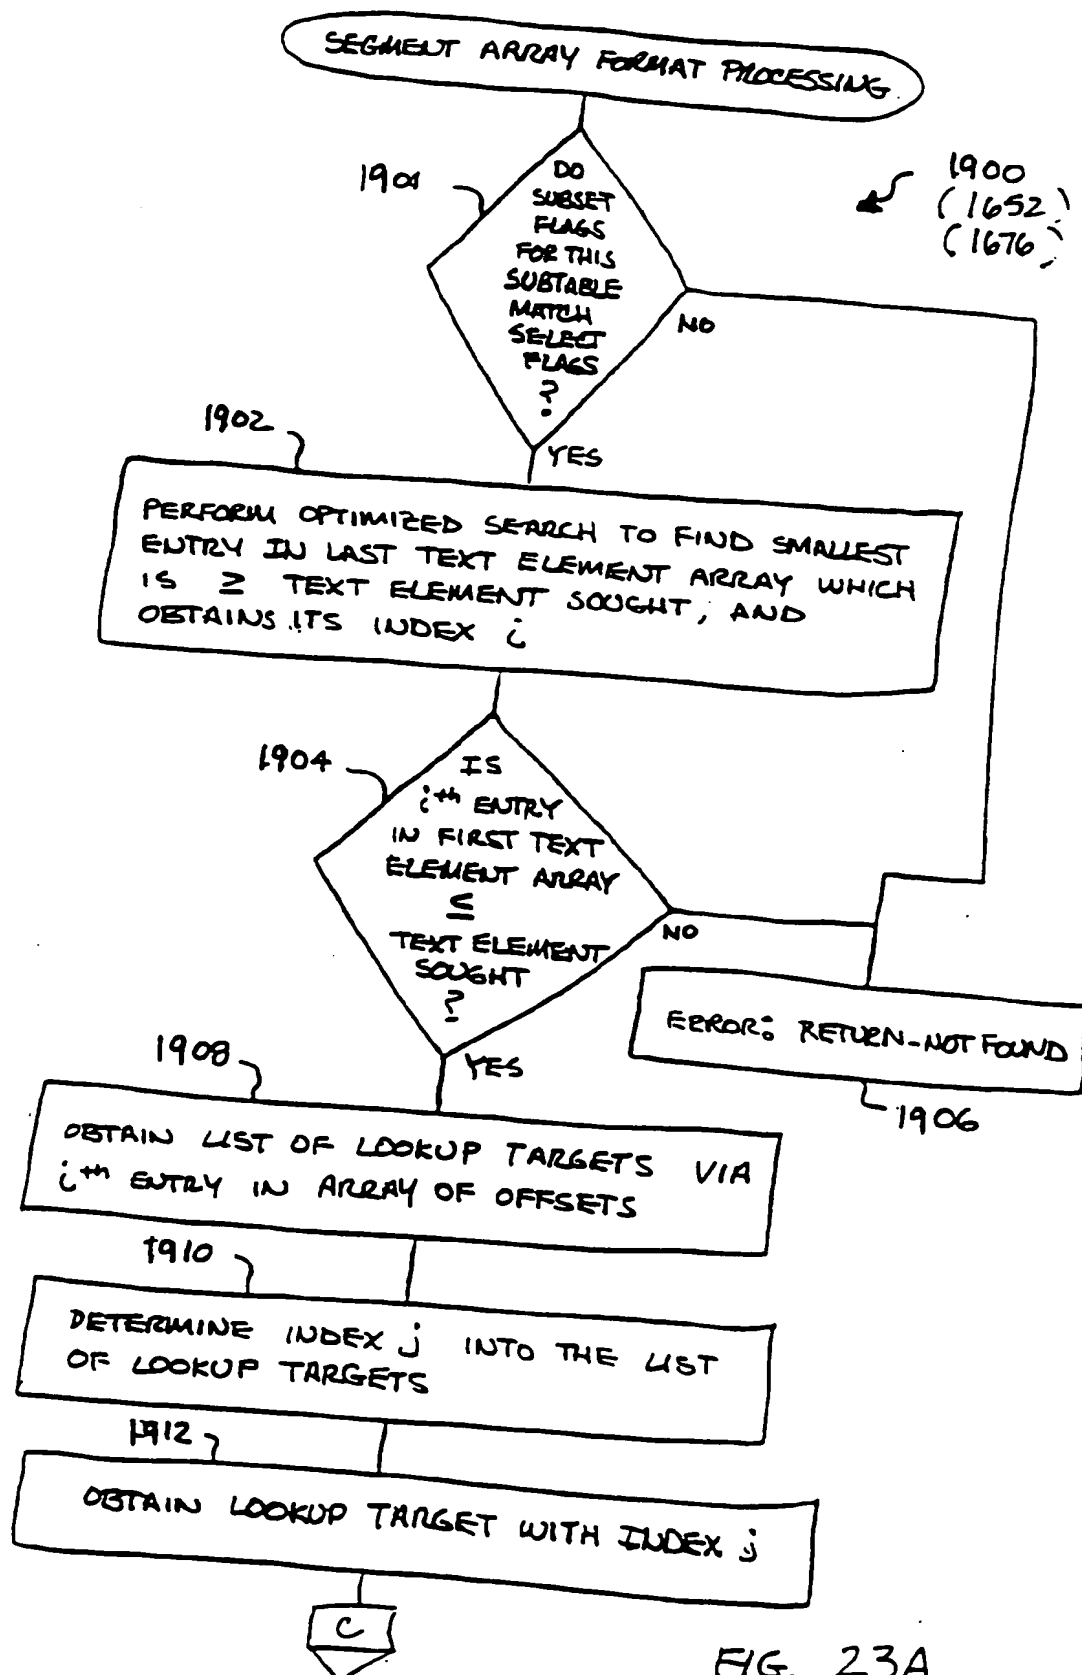 SEGMENT ARRAY FORMAT PROCESSING
1901
DO
SUBSET
FLAGS
FOR THIS
SUBTABLE
MATCH
SELECT
FLAGS
?
1900
(1652)
(1676)
NO
YES
1902
PERFORM OPTIMIZED SEARCH TO FIND SMALLEST
ENTRY IN LAST TEXT ELEMENT ARRAY WHICH
IS ≥ TEXT ELEMENT SOUGHT, AND
OBTAINS ITS INDEX i
1904
IS
ith ENTRY
IN FIRST TEXT
ELEMENT ARRAY
≤
TEXT ELEMENT
SOUGHT
?
NO
YES
ERROR: RETURN-NOT FOUND
1906
1908
OBTAIN LIST OF LOOKUP TARGETS VIA
ith ENTRY IN ARRAY OF OFFSETS
1910
DETERMINE INDEX j INTO THE LIST
OF LOOKUP TARGETS
1912
OBTAIN LOOKUP TARGET WITH INDEX j
C
FIG. 23A